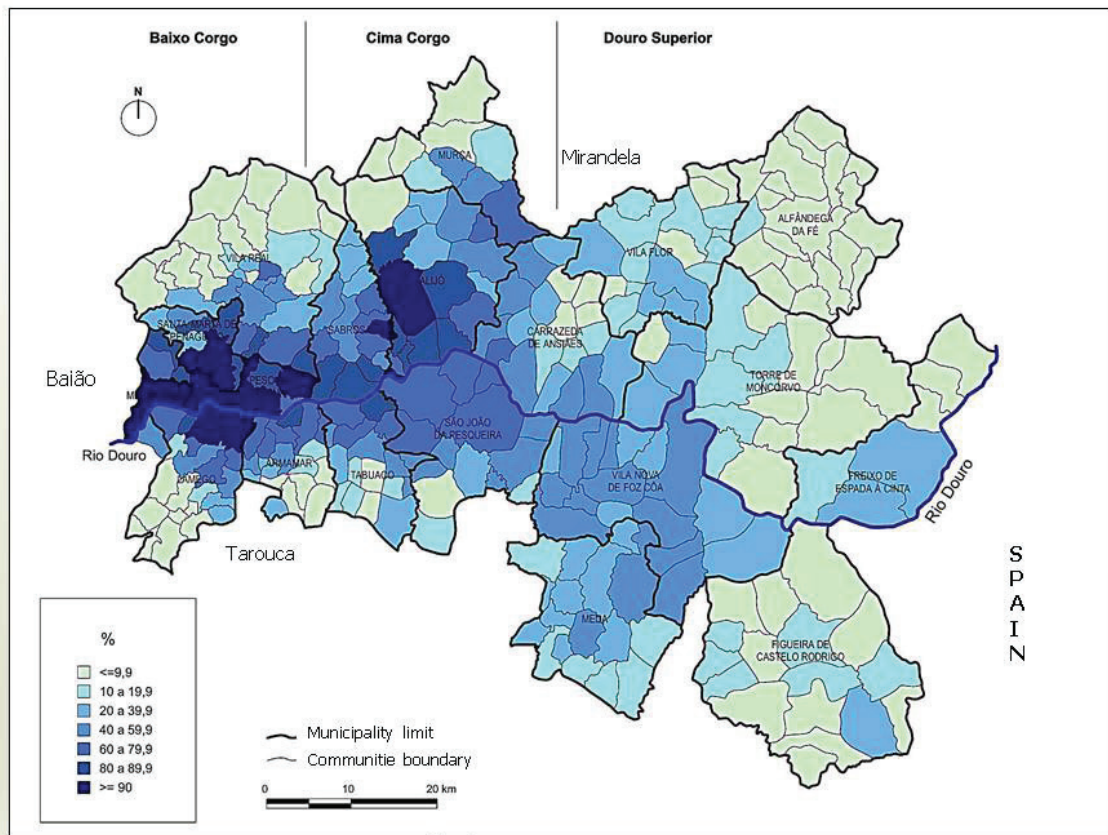 Baixo Corgo
Cima Corgo
Douro Superior
N
MURÇA
Mirandela
ALFÂNDEGA
DA FÉ
VILA REAL
VILA FLOR
ALIJÓ
SANTA MARTA DE
PENAGUI
SABROS
CARRAZEDA
DE ANSIÃES
Baião
PESO
TORRE DE
MONCORVO
SÃO JOÃO
DA PESQUEIRA
Rio Douro
ARMAMAR
TABUAÇO
LAMEGO
VILA NOVA
DE FOZ CÔA
FREIXO DE
ESPADA À CINTA
Rio Douro
Tarouca
SPAIN
MEDA
FIGUEIRA DE
CASTELO RODRIGO
%
<=9,9
10 a 19,9
20 a 39,9
40 a 59,9
60 a 79,9
80 a 89,9
>= 90
Municipality limit
Communitie boundary
0 10 20 km